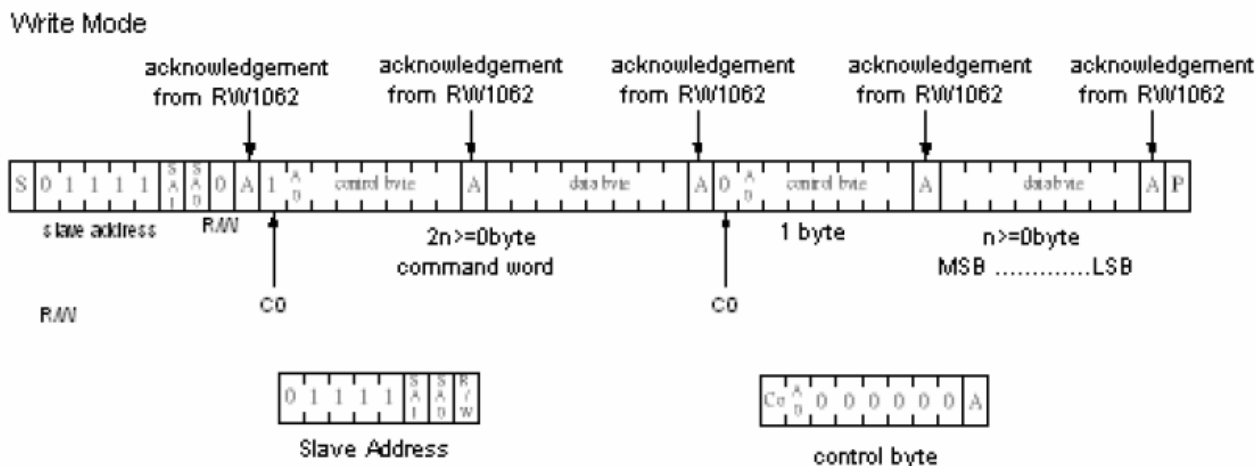 Write Mode
acknowledgement acknowledgement acknowledgement acknowledgement acknowledgement
from RW1062 from RW1062 from RW1062 from RW1062 from RW1062
S 0 1 1 1 1 SA1 SA0 0 A 1 A0 control byte A data byte A 0 A0 control byte A data byte A P
slave address R/W 2n>=0byte 1 byte n>=0byte
command word MSB .............LSB
C0 C0
R/W
0 1 1 1 1 SA1 SA0 R/W Co A0 0 0 0 0 0 0 A
Slave Address control byte